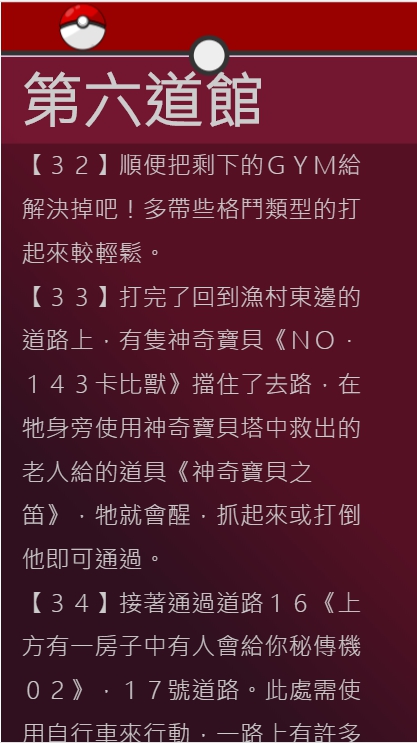 第六道館
【３２】順便把剩下的ＧＹＭ給
解決掉吧！多帶些格鬥類型的打
起來較輕鬆。
【３３】打完了回到漁村東邊的
道路上．有隻神奇寶貝《ＮＯ．
１４３卡比獸》擋住了去路．在
牠身旁使用神奇寶貝塔中救出的
老人給的道具《神奇寶貝之
笛》．牠就會醒．抓起來或打倒
他即可通過。
【３４】接著通過道路１６《上
方有一房子中有人會給你秘傳機
０２》．１７號道路。此處需使
用自行車來行動．一路上有許多